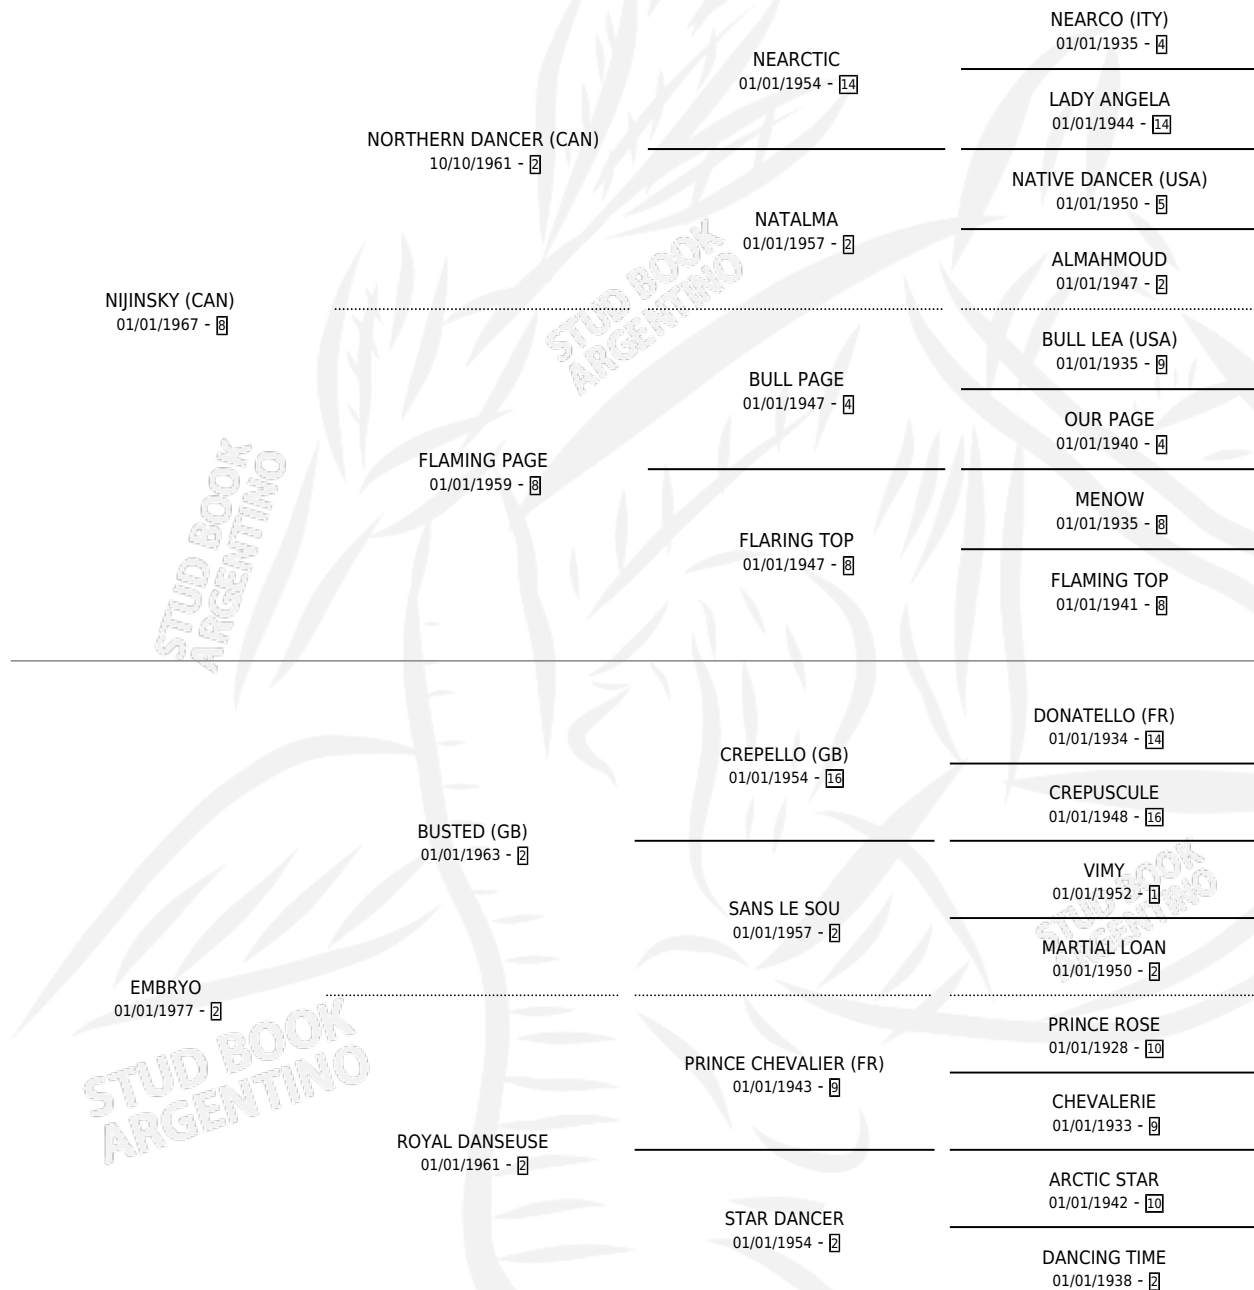 NIJINSKY (CAN)
01/01/1967 - 8
NORTHERN DANCER (CAN)
10/10/1961 - 2
NEARCTIC
01/01/1954 - 14
NEARCO (ITY)
01/01/1935 - 4
LADY ANGELA
01/01/1944 - 14
NATALMA
01/01/1957 - 2
NATIVE DANCER (USA)
01/01/1950 - 5
ALMAHMOUD
01/01/1947 - 2
FLAMING PAGE
01/01/1959 - 8
BULL PAGE
01/01/1947 - 4
BULL LEA (USA)
01/01/1935 - 9
OUR PAGE
01/01/1940 - 4
FLARING TOP
01/01/1947 - 8
MENOW
01/01/1935 - 8
FLAMING TOP
01/01/1941 - 8
EMBRYO
01/01/1977 - 2
BUSTED (GB)
01/01/1963 - 2
CREPELLO (GB)
01/01/1954 - 16
DONATELLO (FR)
01/01/1934 - 14
CREPUSCULE
01/01/1948 - 16
SANS LE SOU
01/01/1957 - 2
VIMY
01/01/1952 - 1
MARTIAL LOAN
01/01/1950 - 2
ROYAL DANSEUSE
01/01/1961 - 2
PRINCE CHEVALIER (FR)
01/01/1943 - 9
PRINCE ROSE
01/01/1928 - 10
CHEVALERIE
01/01/1933 - 9
STAR DANCER
01/01/1954 - 2
ARCTIC STAR
01/01/1942 - 10
DANCING TIME
01/01/1938 - 2
STUD BOOK
ARGENTINO
STUD BOOK
ARGENTINO
STUD BOOK
ARGENTINO
STUD BOOK
ARGENTINO